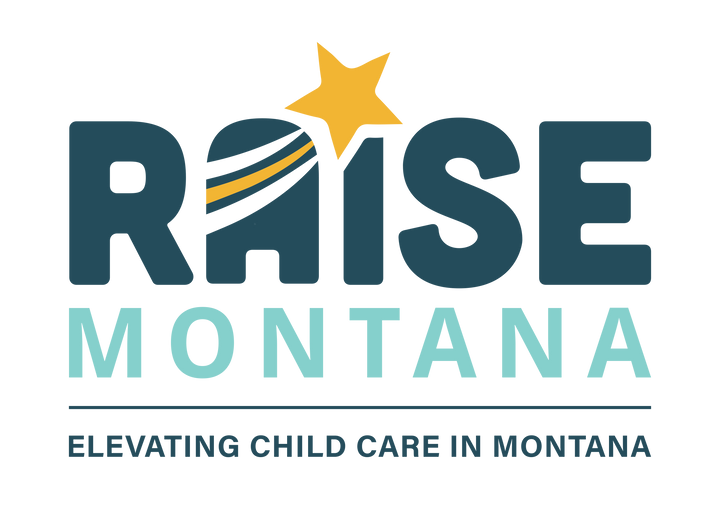 RAISE
MONTANA
ELEVATING CHILD CARE IN MONTANA